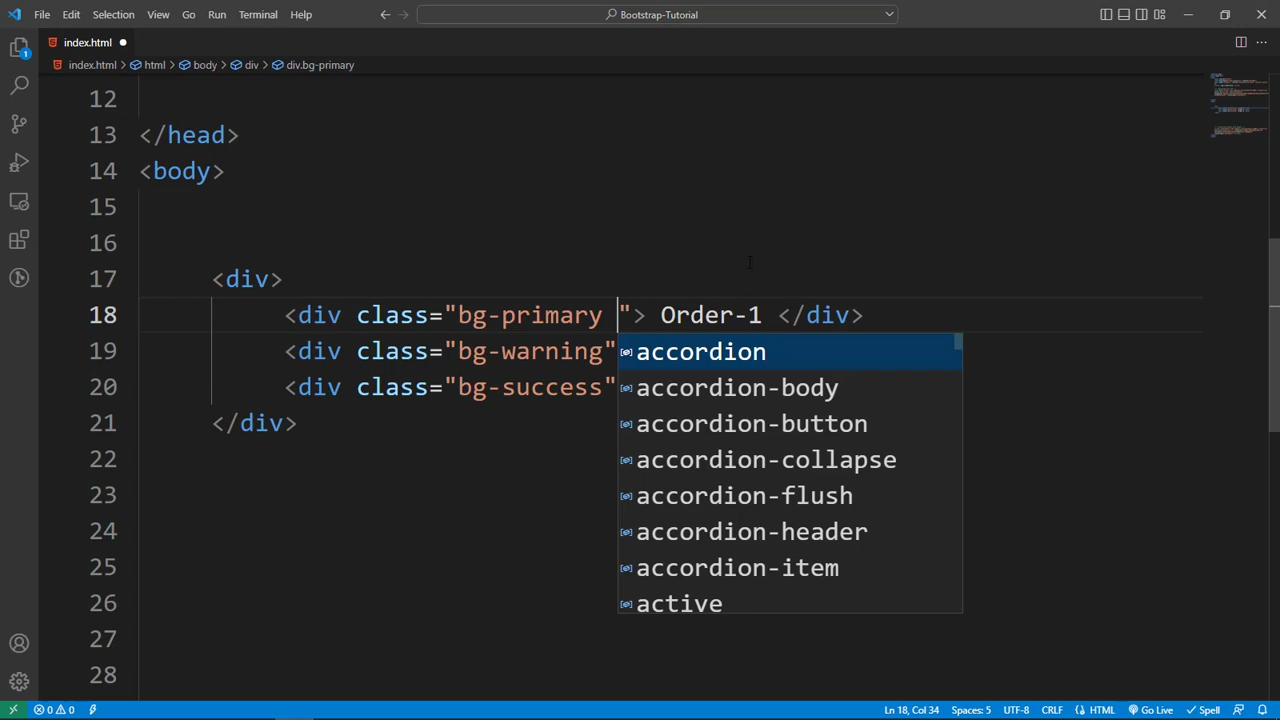 File Edit Selection View Go Run Terminal Help Bootstrap-Tutorial
index.html
index.html html body div div.bg-primary
12
13 </head>
14 <body>
15
16
17 <div>
18 <div class="bg-primary "> Order-1 </div>
19 <div class="bg-warning"
20 <div class="bg-success"
21 </div>
22
23
24
25
26
27
28
accordion
accordion-body
accordion-button
accordion-collapse
accordion-flush
accordion-header
accordion-item
active
1
0 0 Ln 18, Col 34 Spaces: 5 UTF-8 CRLF HTML Go Live Spell